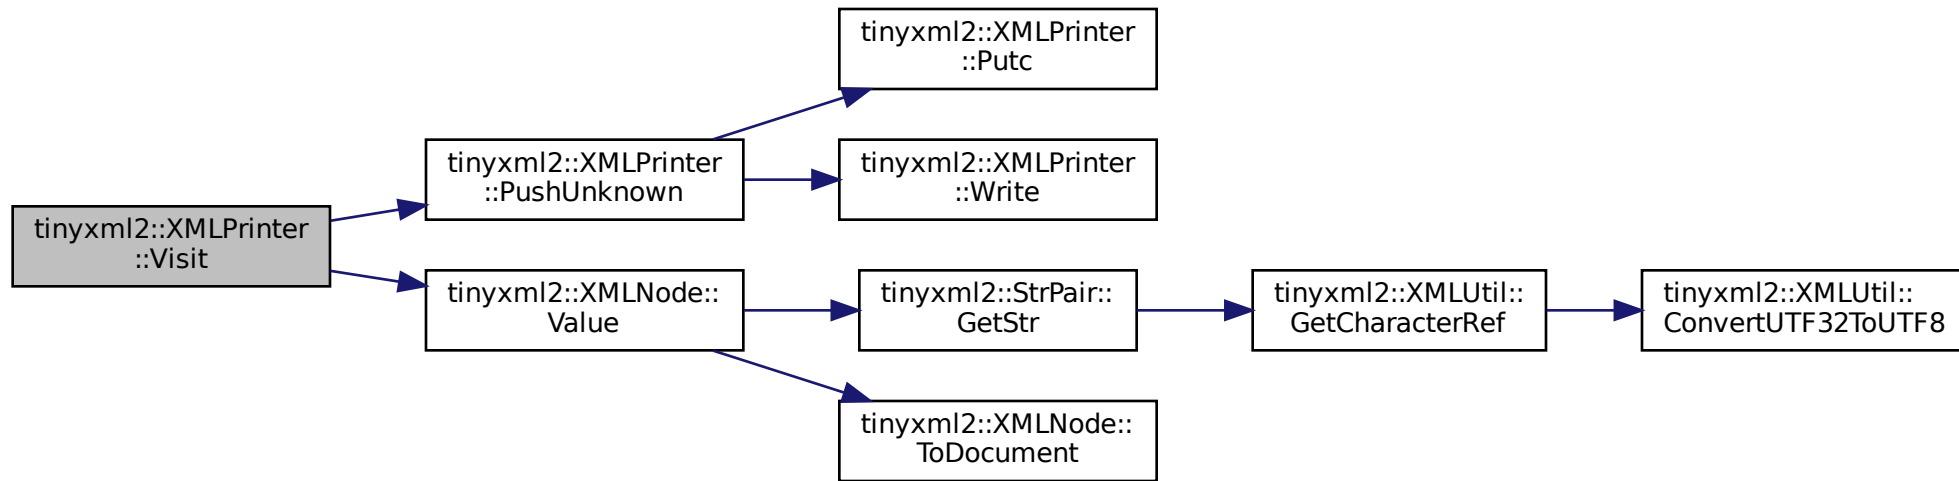 tinyxml2::XMLPrinter
::Visit
tinyxml2::XMLPrinter
::PushUnknown
tinyxml2::XMLPrinter
::Putc
tinyxml2::XMLPrinter
::Write
tinyxml2::XMLNode::
Value
tinyxml2::StrPair::
GetStr
tinyxml2::XMLUtil::
GetCharacterRef
tinyxml2::XMLUtil::
ConvertUTF32ToUTF8
tinyxml2::XMLNode::
ToDocument